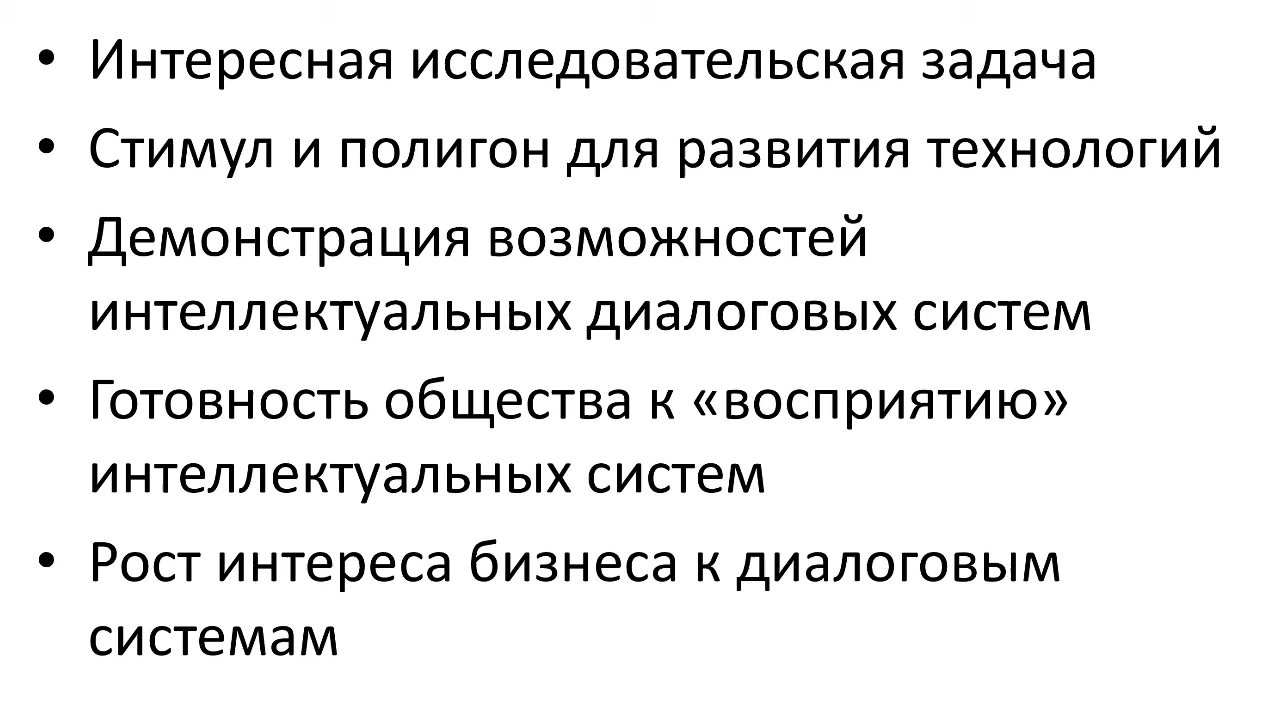 • Интересная исследовательская задача
• Стимул и полигон для развития технологий
• Демонстрация возможностей
интеллектуальных диалоговых систем
• Готовность общества к «восприятию»
интеллектуальных систем
• Рост интереса бизнеса к диалоговым
системам